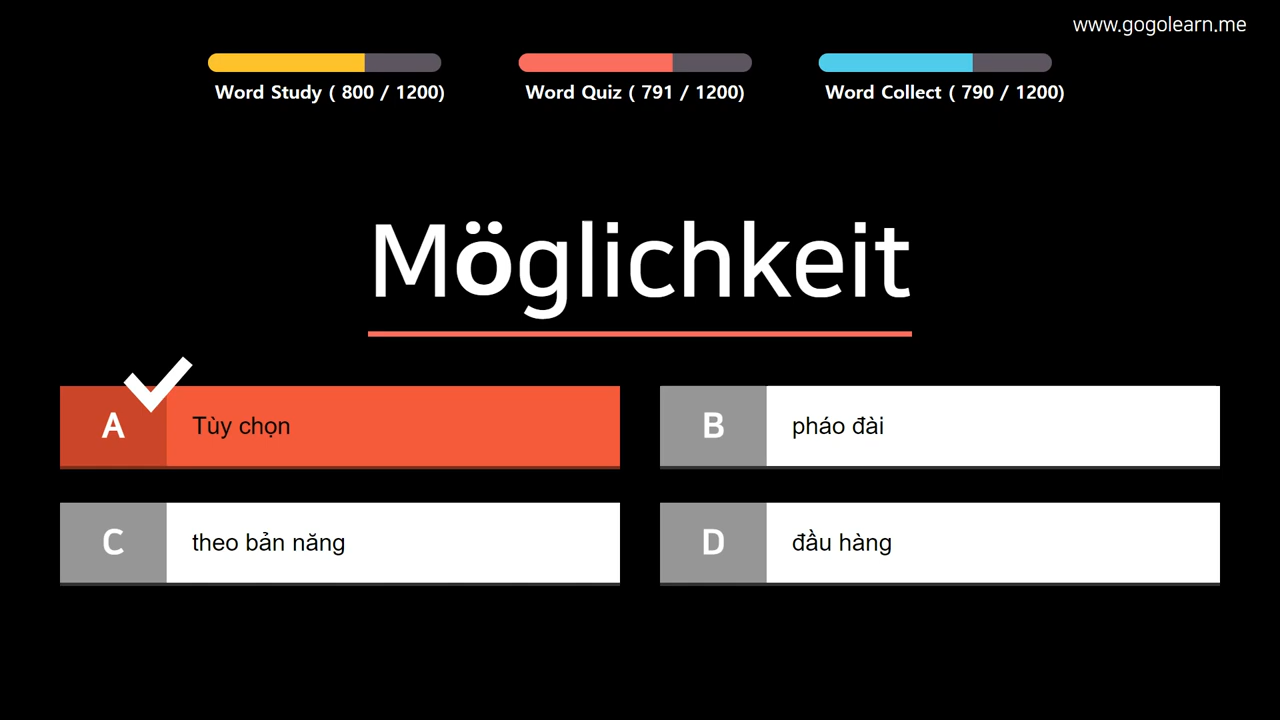 www.gogolearn.me
Word Study ( 800 / 1200)
Word Quiz ( 791 / 1200)
Word Collect ( 790 / 1200)
Möglichkeit
A
Tùy chọn
B
pháo đài
C
theo bản năng
D
đầu hàng